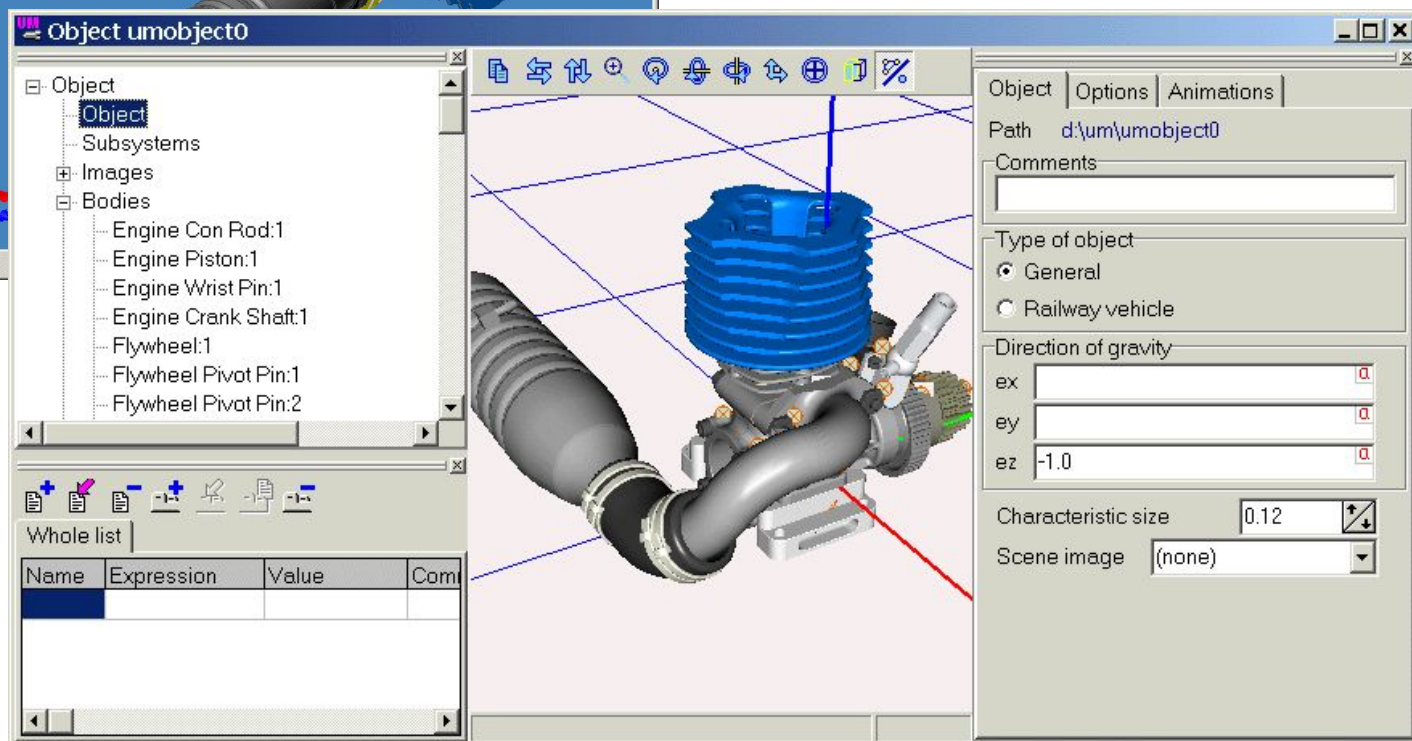 UM Object umobject0
Object
Object
Subsystems
Images
Bodies
Engine Con Rod:1
Engine Piston:1
Engine Wrist Pin:1
Engine Crank Shaft:1
Flywheel:1
Flywheel Pivot Pin:1
Flywheel Pivot Pin:2
Whole list
Name Expression Value
Object Options Animations
Path d:\um\umobject0
Comments
Type of object
General
Railway vehicle
Direction of gravity
ex
ey
ez -1.0
Characteristic size 0.12
Scene image (none)